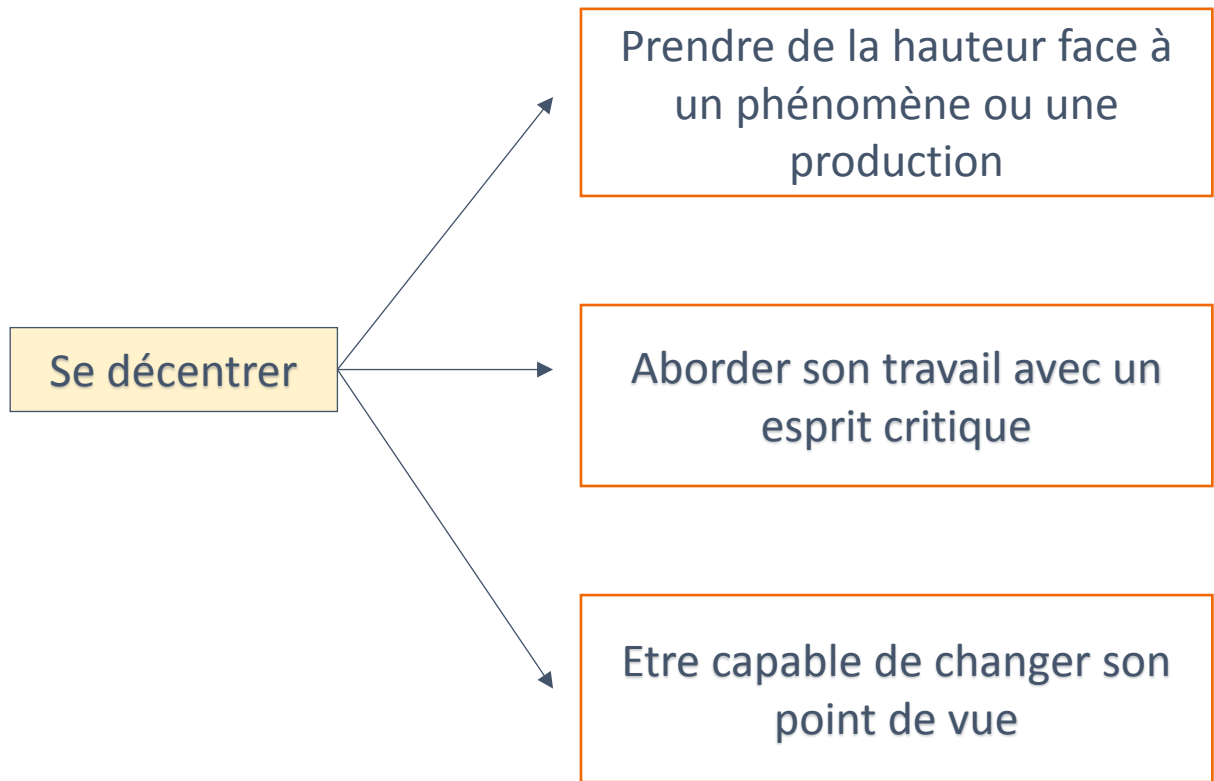 Prendre de la hauteur face à
un phénomène ou une
production
Se décentrer
Aborder son travail avec un
esprit critique
Etre capable de changer son
point de vue